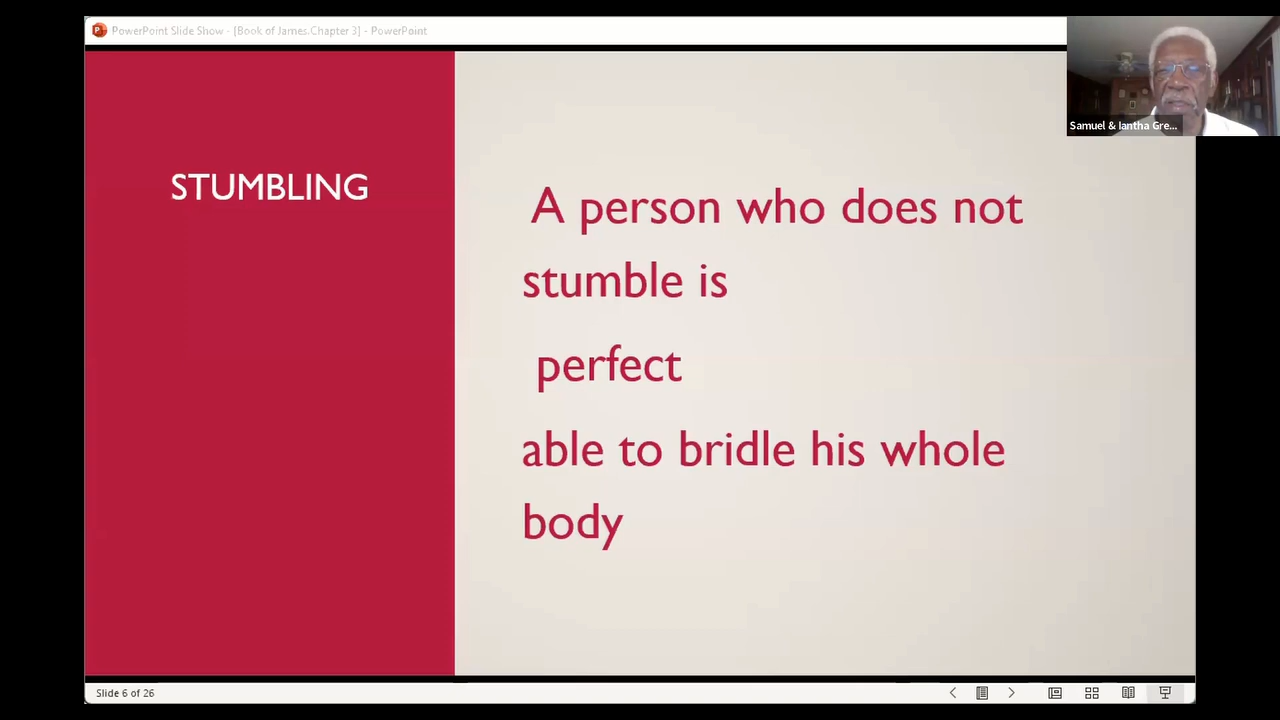 PowerPoint Slide Show - [Book of James.Chapter 3] - PowerPoint
Samuel & Iantha Gre...
STUMBLING
A person who does not
stumble is
perfect
able to bridle his whole
body
Slide 6 of 26